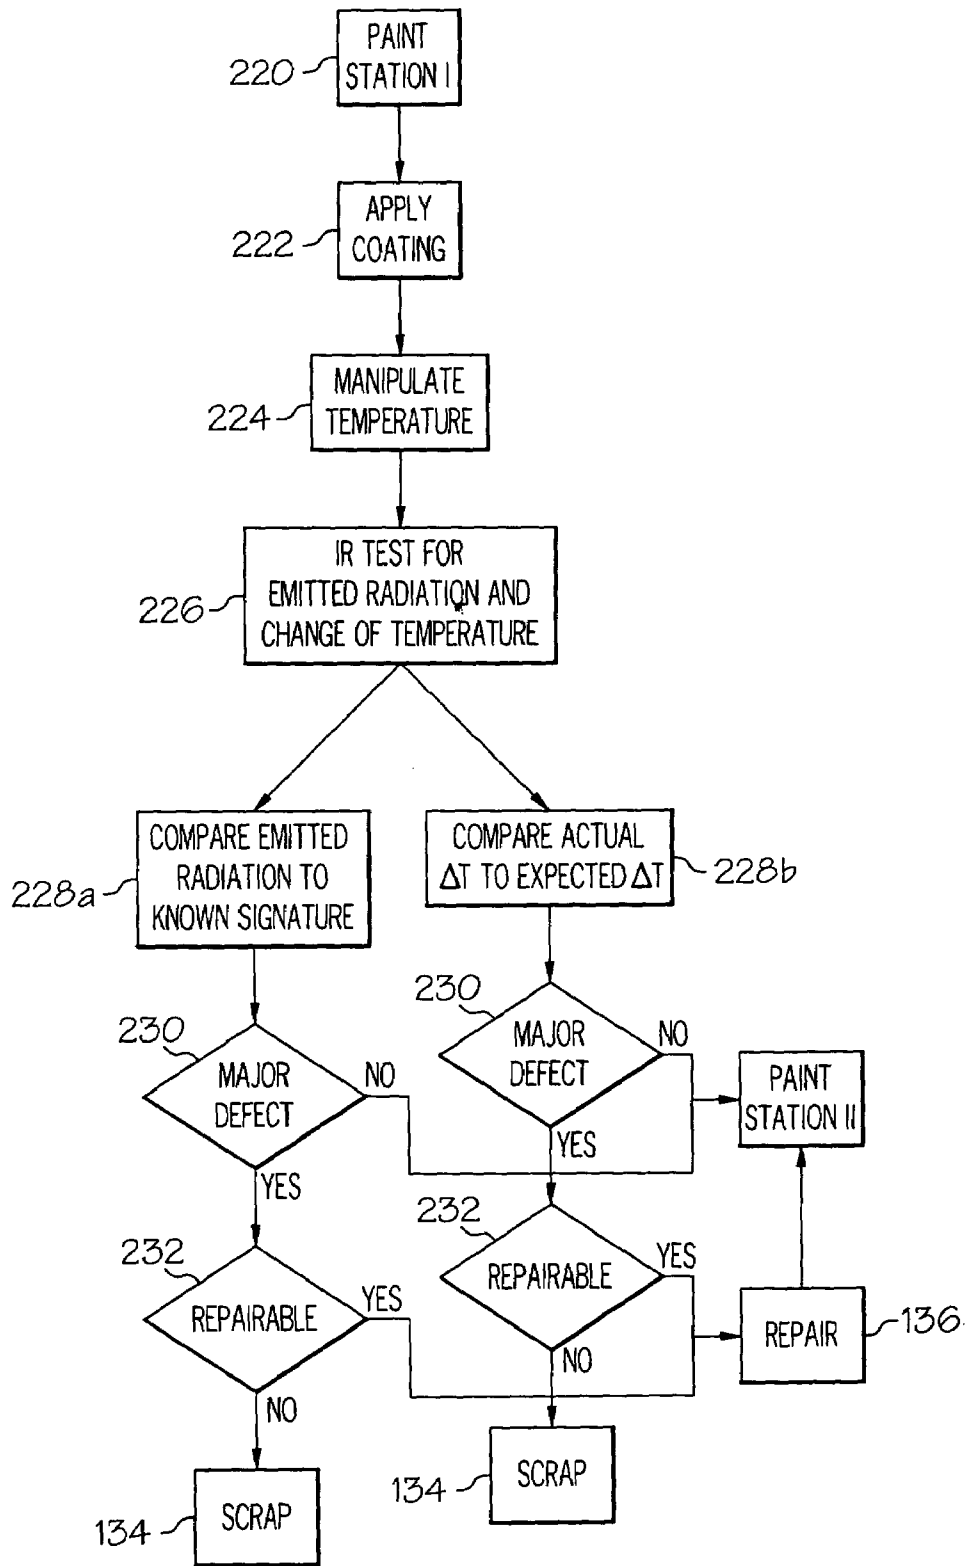 PAINT
STATION I
220
APPLY
COATING
222
MANIPULATE
TEMPERATURE
224
IR TEST FOR
EMITTED RADIATION AND
CHANGE OF TEMPERATURE
226
COMPARE EMITTED
RADIATION TO
KNOWN SIGNATURE
228a
COMPARE ACTUAL
ΔT TO EXPECTED ΔT
228b
230
MAJOR
DEFECT
NO
YES
230
MAJOR
DEFECT
NO
YES
PAINT
STATION II
232
REPAIRABLE
YES
NO
232
REPAIRABLE
YES
NO
REPAIR
136
SCRAP
134
SCRAP
134